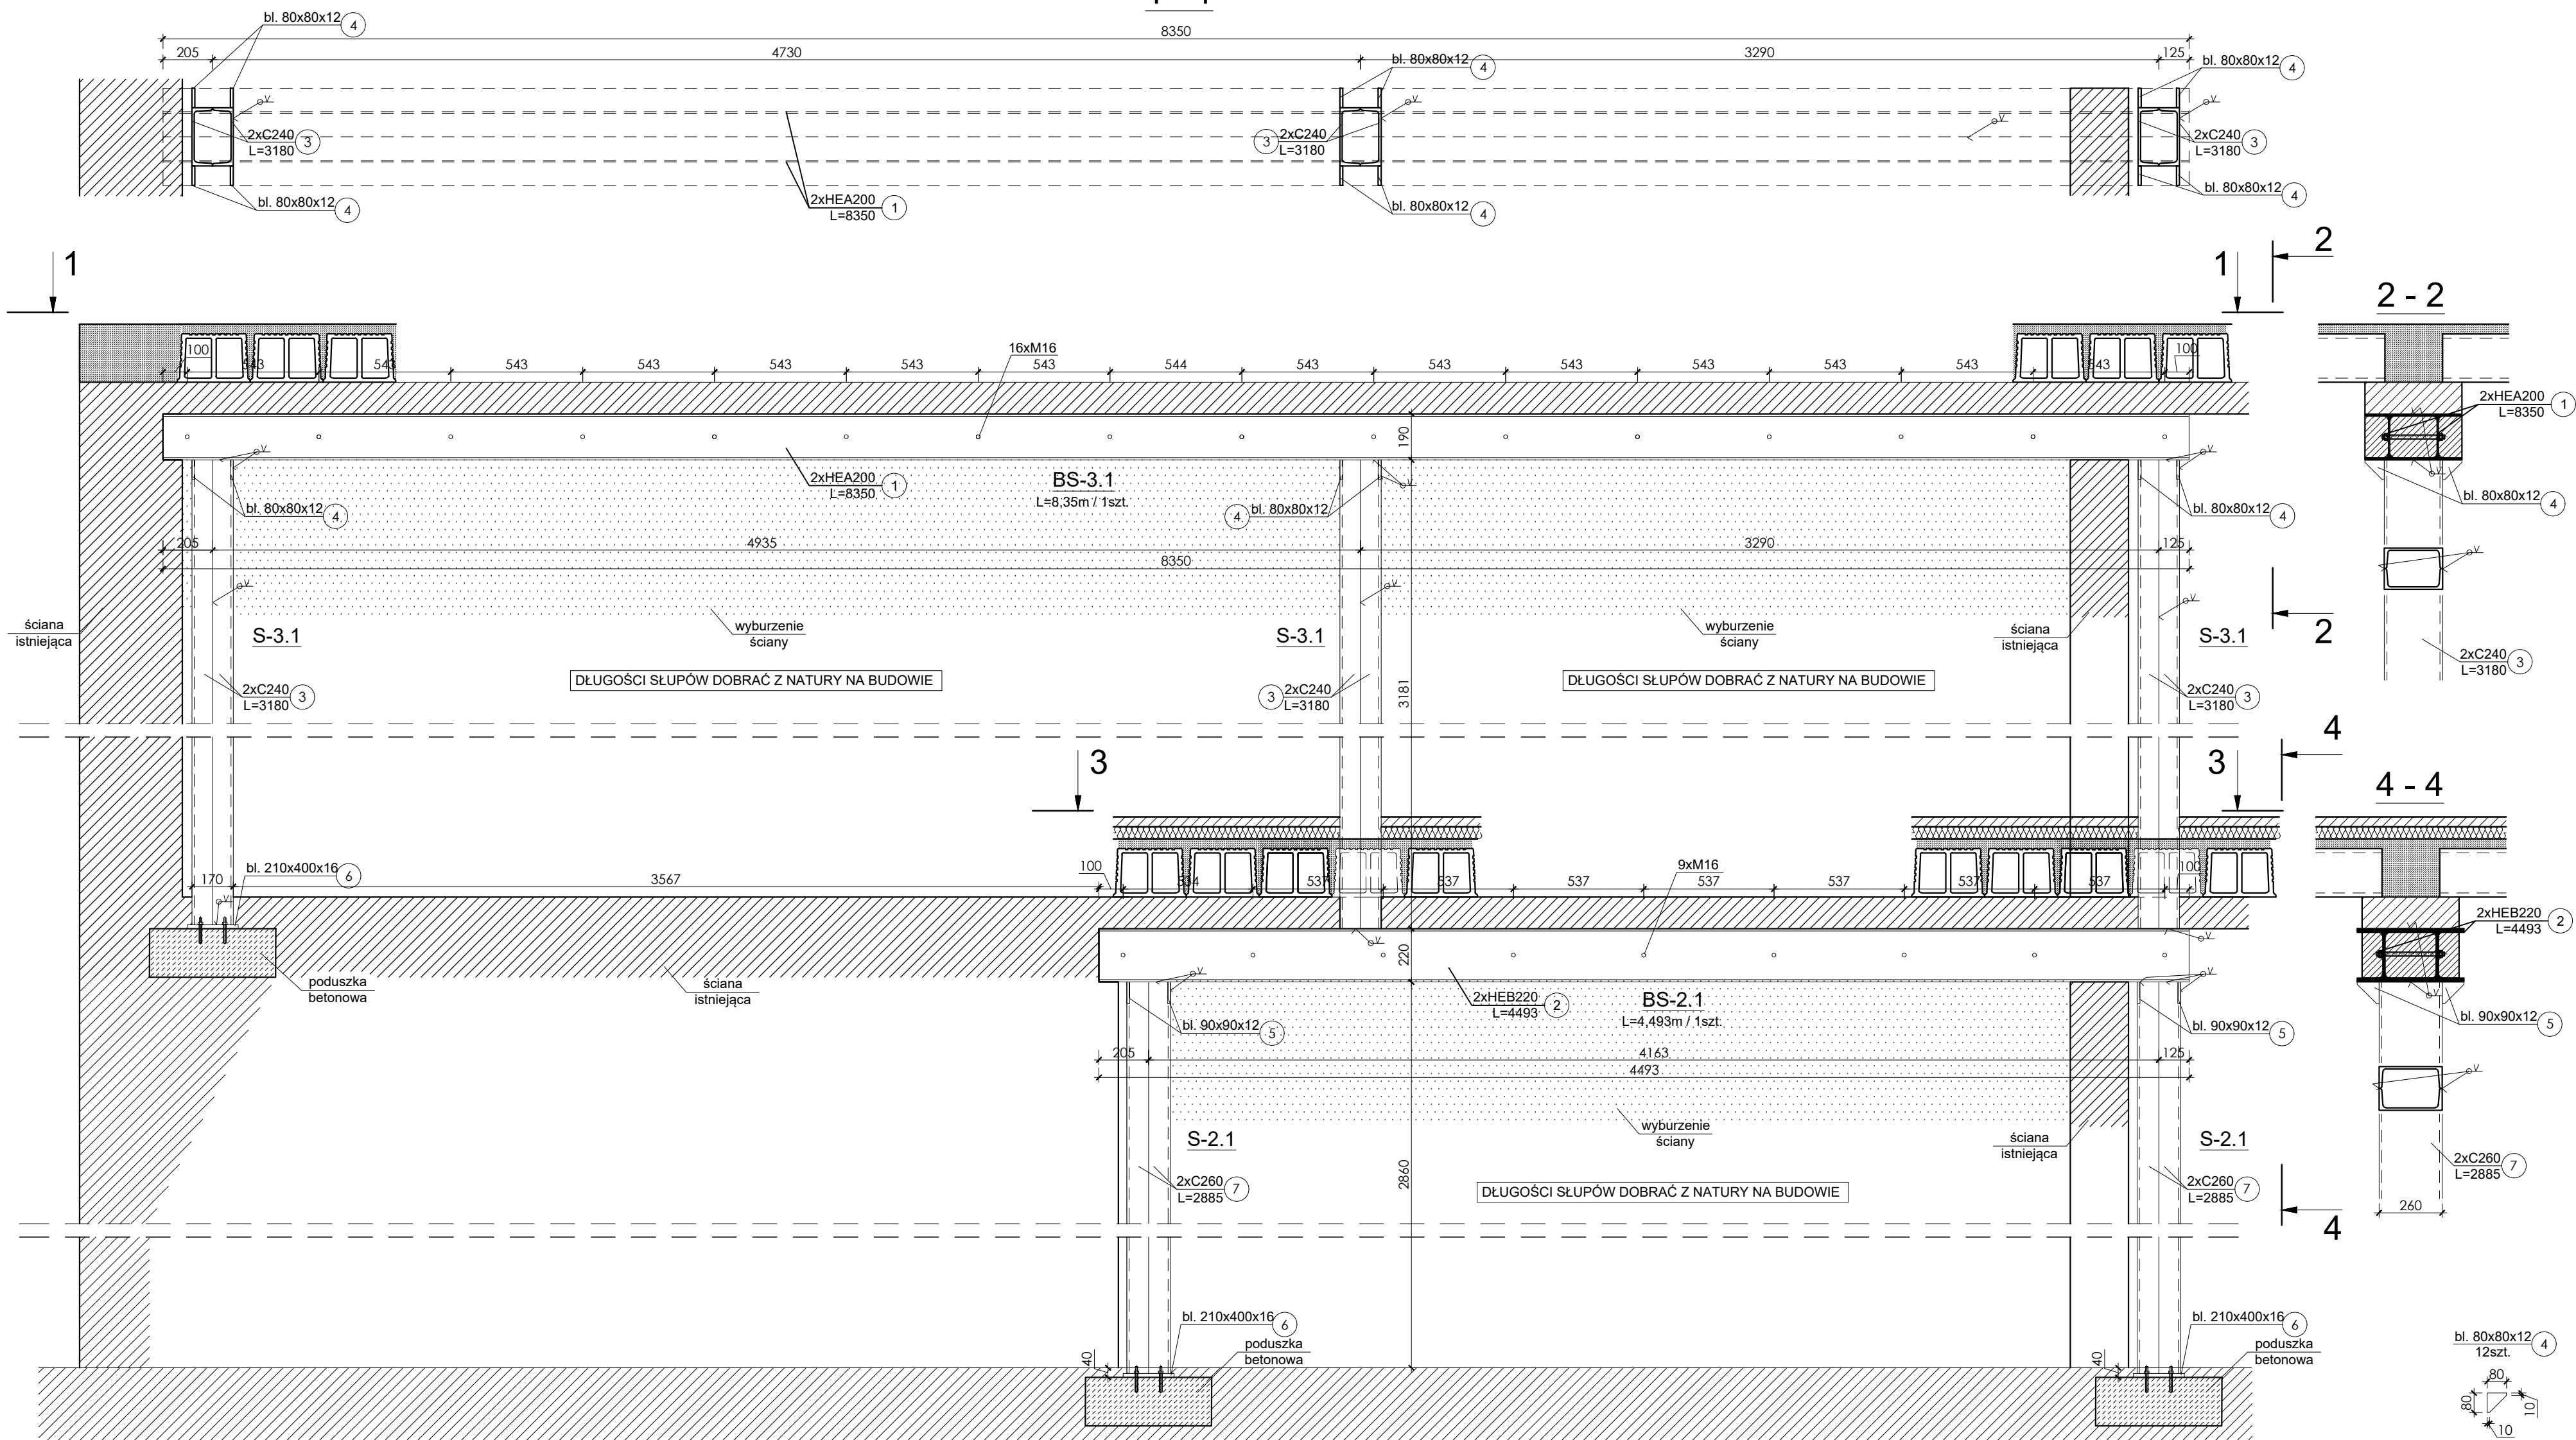 bl. 80x80x12 4
8350
205 4730 3290 125
bl. 80x80x12 4
bl. 80x80x12 4
2xC240 3
L=3180
3 2xC240
L=3180
2xC240 3
L=3180
V V V V V
bl. 80x80x12 4
2xHEA200 1
L=8350
bl. 80x80x12 4
bl. 80x80x12 4
1 1 2
2 - 2
100 543 543 543 543 543 543 543 544 543 543 543 543 543 543 543 100
16xM16
2xHEA200 1
L=8350
190
BS-3.1
L=8,35m / 1szt.
2xHEA200 1
L=8350
bl. 80x80x12 4
4 bl. 80x80x12
bl. 80x80x12 4
bl. 80x80x12 4
205 4935 3290 125
8350
ściana
istniejąca
S-3.1
wyburzenie
ściany
S-3.1
wyburzenie
ściany
ściana
istniejąca
S-3.1
2
DŁUGOŚCI SŁUPÓW DOBRAĆ Z NATURY NA BUDOWIE
DŁUGOŚCI SŁUPÓW DOBRAĆ Z NATURY NA BUDOWIE
2xC240 3
L=3180
3 2xC240
L=3180
3181
2xC240 3
L=3180
2xC240 3
L=3180
3 3 4
4 - 4
bl. 210x400x16 6
170 3567 100 534 537 537 537 537 537 537 537 100
9xM16
2xHEB220 2
L=4493
220
poduszka
betonowa
ściana
istniejąca
2xHEB220 2
L=4493
BS-2.1
L=4,493m / 1szt.
bl. 90x90x12 5
bl. 90x90x12 5
bl. 90x90x12 5
205 4163 125
4493
S-2.1
wyburzenie
ściany
ściana
istniejąca
S-2.1
2xC260 7
L=2885
2860
DŁUGOŚCI SŁUPÓW DOBRAĆ Z NATURY NA BUDOWIE
2xC260 7
L=2885
2xC260 7
L=2885
260
4
bl. 210x400x16 6
poduszka
betonowa
40
bl. 210x400x16 6
poduszka
betonowa
40
bl. 80x80x12 4
12szt.
80
80
10
10